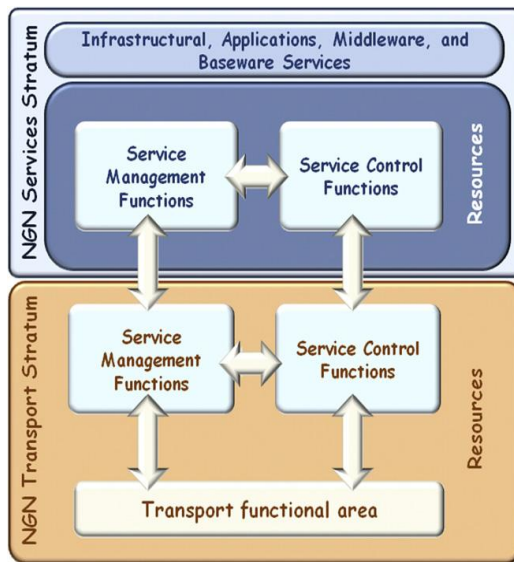 NGN Services Stratum
Infrastructural, Applications, Middleware, and
Baseware Services
Service
Management
Functions
Service Control
Functions
Resources
NGN Transport Stratum
Service
Management
Functions
Service Control
Functions
Resources
Transport functional area